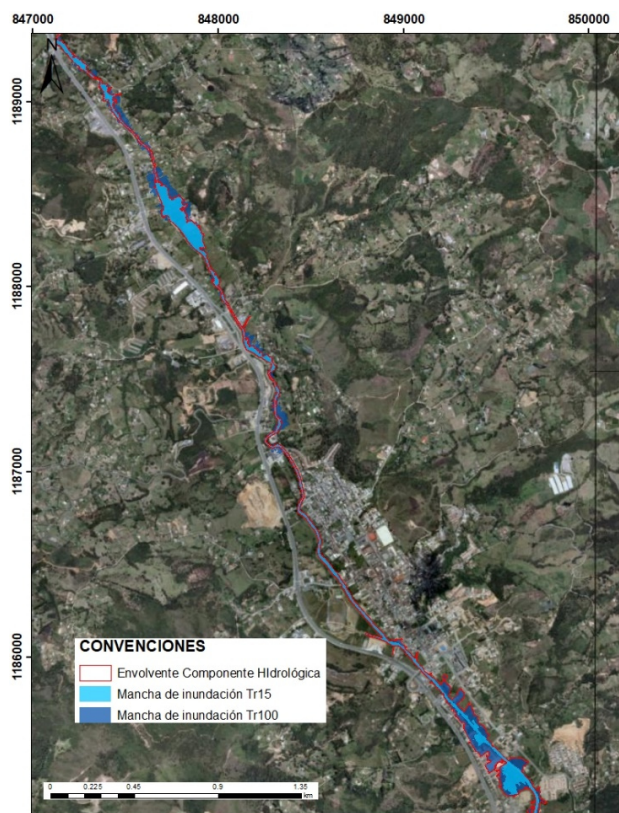 847000 848000 849000 850000
N
1189000
1188000
1187000
1186000
CONVENCIONES
Envolvente Componente HIdrológica
Mancha de inundación Tr15
Mancha de inundación Tr100
0 0.225 0.45 0.9 1.35
km